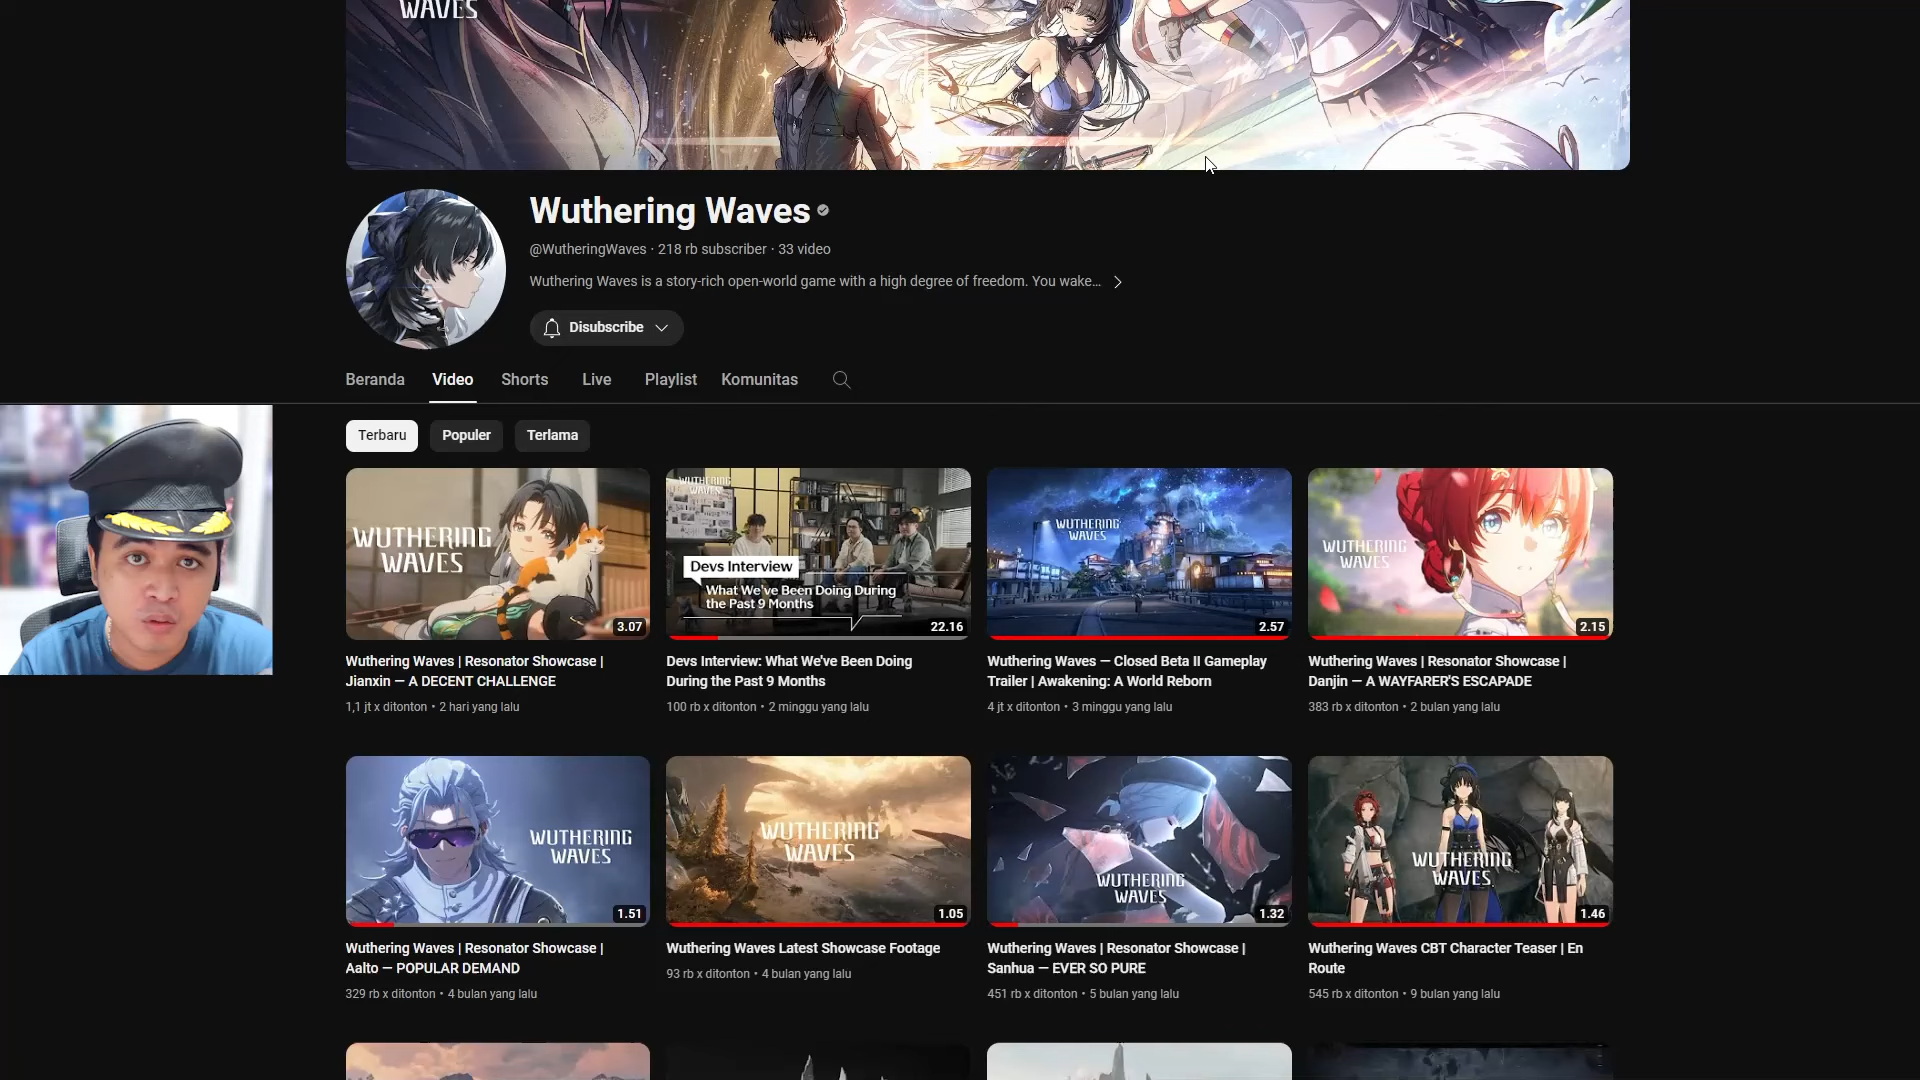 WAVES
Wuthering Waves
@WutheringWaves · 218 rb subscriber · 33 video
Wuthering Waves is a story-rich open-world game with a high degree of freedom. You wake...
Disubscribe
Beranda Video Shorts Live Playlist Komunitas
Terbaru Populer Terlama
WUTHERING
WAVES
3.07
WUTHERING
WAVES
Devs Interview
What We've Been Doing During
the Past 9 Months
22.16
WUTHERING
WAVES
2.57
WUTHERING
WAVES
2.15
Wuthering Waves | Resonator Showcase |
Jianxin — A DECENT CHALLENGE
1,1 jt x ditonton • 2 hari yang lalu
Devs Interview: What We've Been Doing
During the Past 9 Months
100 rb x ditonton • 2 minggu yang lalu
Wuthering Waves — Closed Beta II Gameplay
Trailer | Awakening: A World Reborn
4 jt x ditonton • 3 minggu yang lalu
Wuthering Waves | Resonator Showcase |
Danjin — A WAYFARER'S ESCAPADE
383 rb x ditonton • 2 bulan yang lalu
WUTHERING
WAVES
1.51
WUTHERING
WAVES
1.05
WUTHERING
WAVES
1.32
WUTHERING
WAVES
1.46
Wuthering Waves | Resonator Showcase |
Aalto — POPULAR DEMAND
329 rb x ditonton • 4 bulan yang lalu
Wuthering Waves Latest Showcase Footage
93 rb x ditonton • 4 bulan yang lalu
Wuthering Waves | Resonator Showcase |
Sanhua — EVER SO PURE
451 rb x ditonton • 5 bulan yang lalu
Wuthering Waves CBT Character Teaser | En
Route
545 rb x ditonton • 9 bulan yang lalu